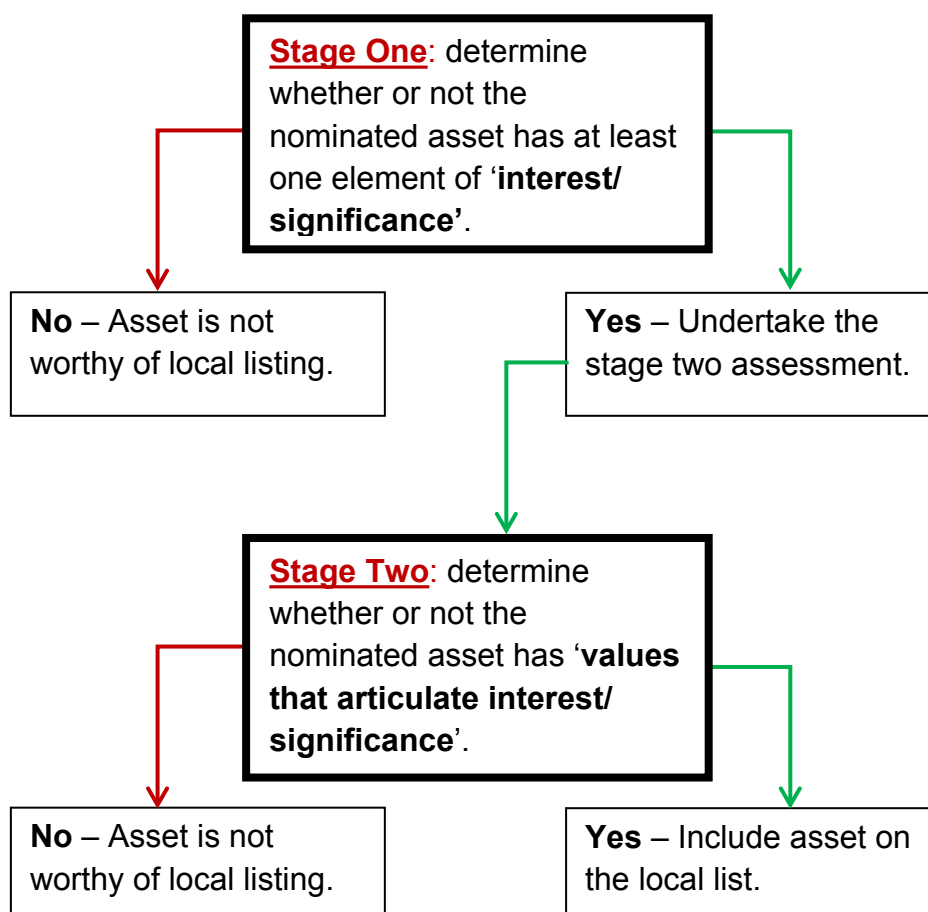 Stage One: determine
whether or not the
nominated asset has at least
one element of ‘interest/
significance’.
No – Asset is not
worthy of local listing.
Yes – Undertake the
stage two assessment.
Stage Two: determine
whether or not the
nominated asset has ‘values
that articulate interest/
significance’.
No – Asset is not
worthy of local listing.
Yes – Include asset on
the local list.